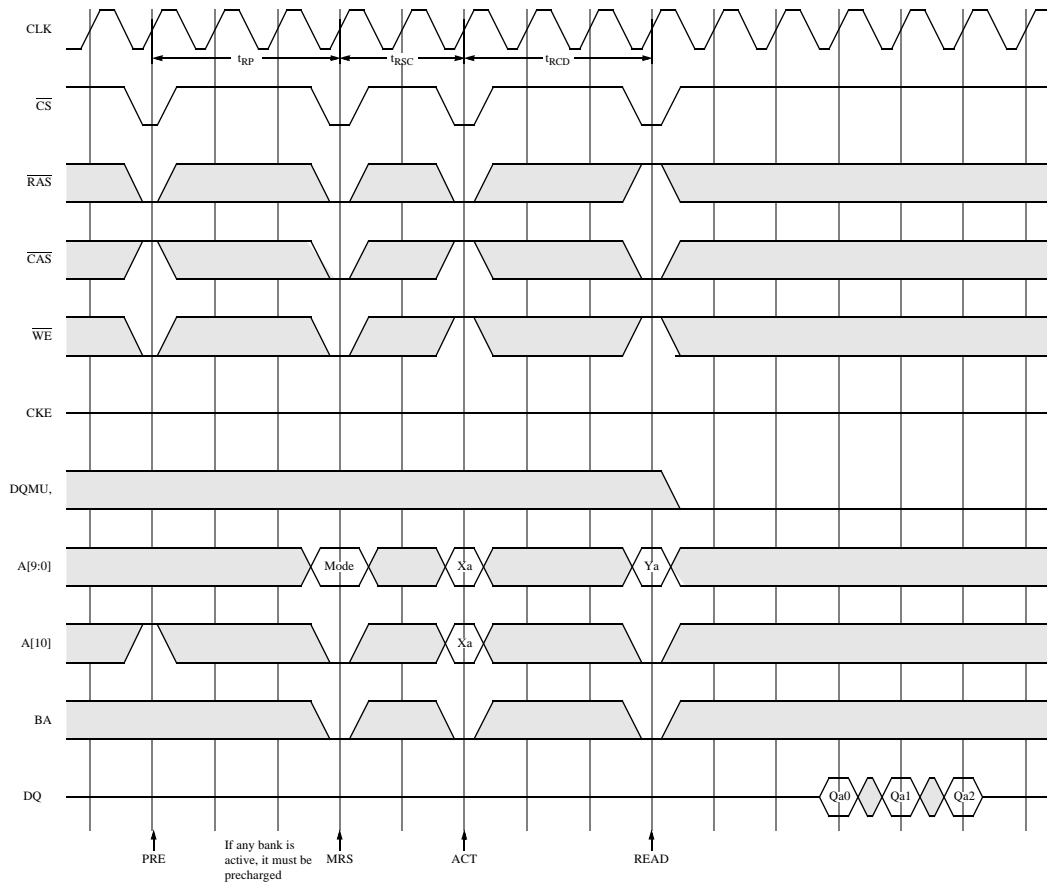 CLK
tRP
tRSC
tRCD
CS
RAS
CAS
WE
CKE
DQMU,
A[9:0]
Mode
Xa
Ya
A[10]
Xa
BA
DQ
Qa0
Qa1
Qa2
PRE
If any bank is
active, it must be
precharged
MRS
ACT
READ